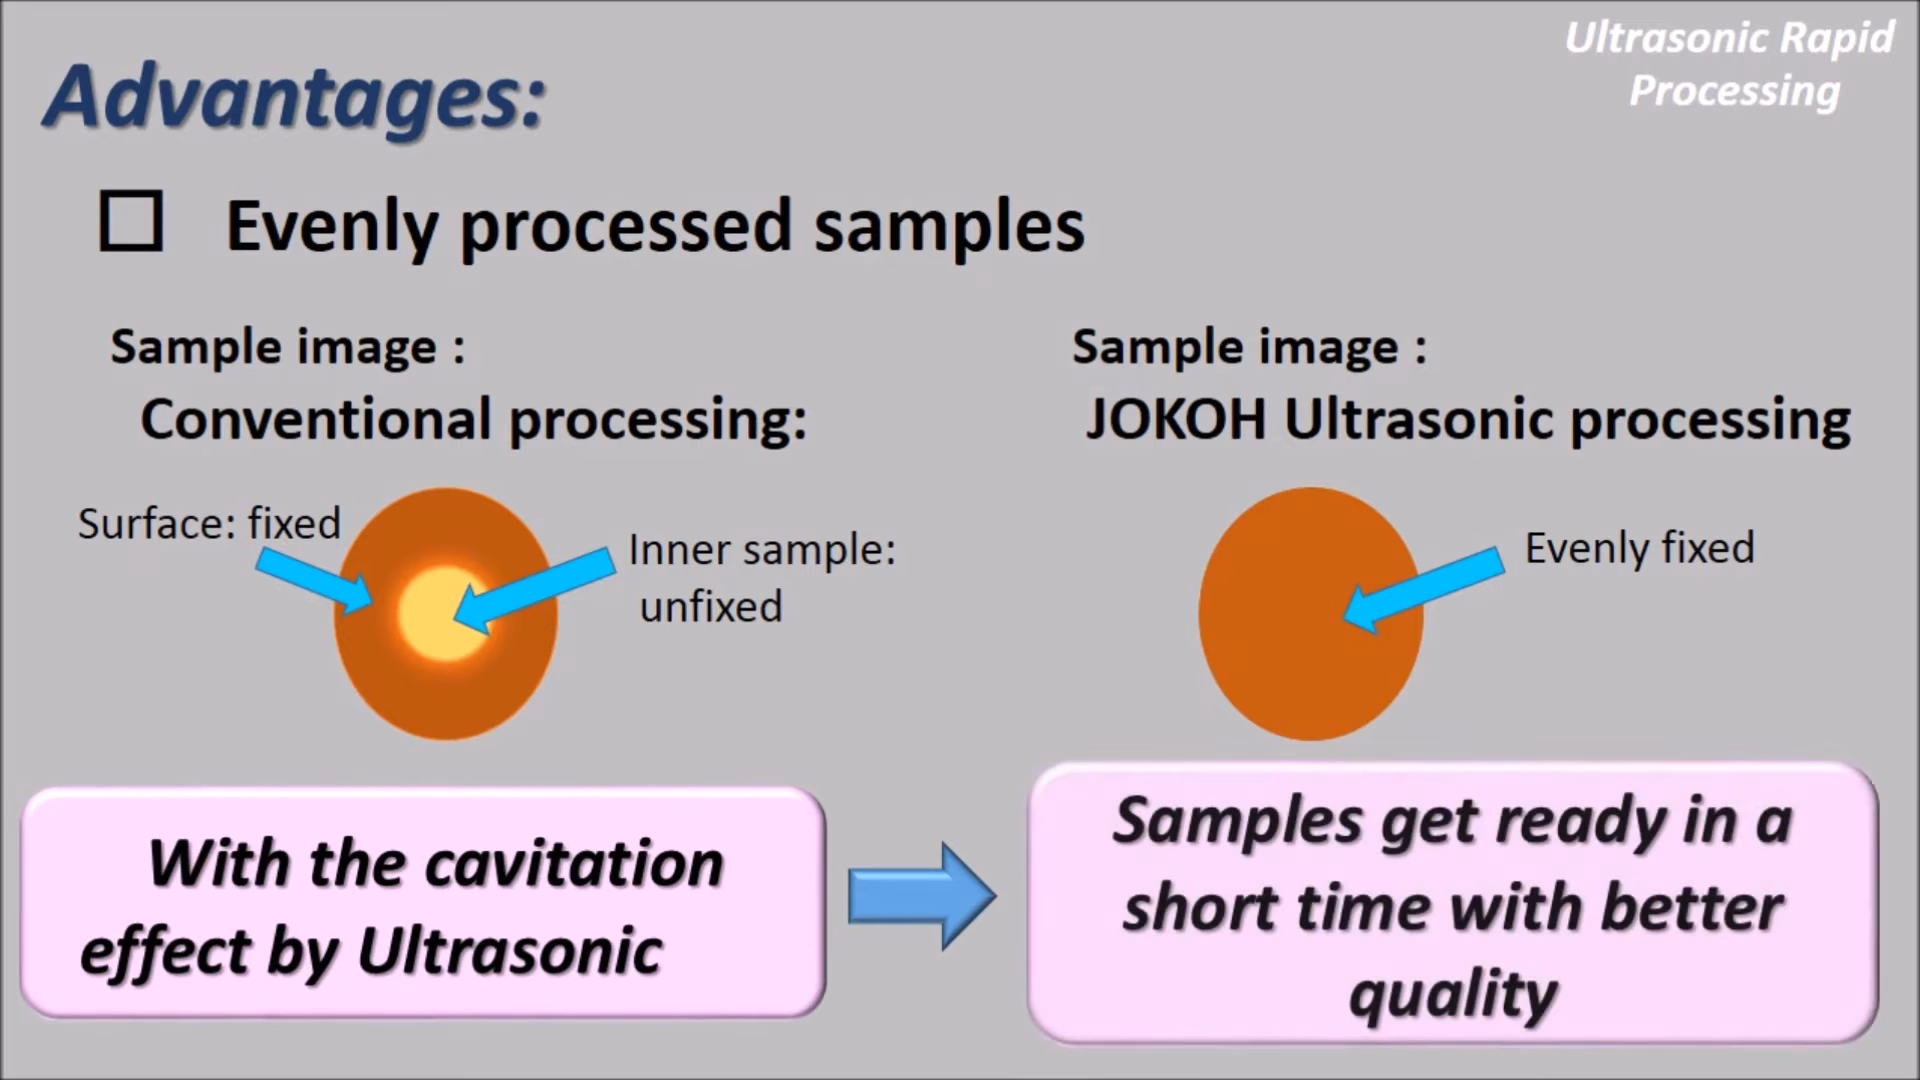 Ultrasonic Rapid
Processing
Advantages:
Evenly processed samples
Sample image :
Conventional processing:
Surface: fixed
Inner sample:
unfixed
Sample image :
JOKOH Ultrasonic processing
Evenly fixed
With the cavitation
effect by Ultrasonic
Samples get ready in a
short time with better
quality